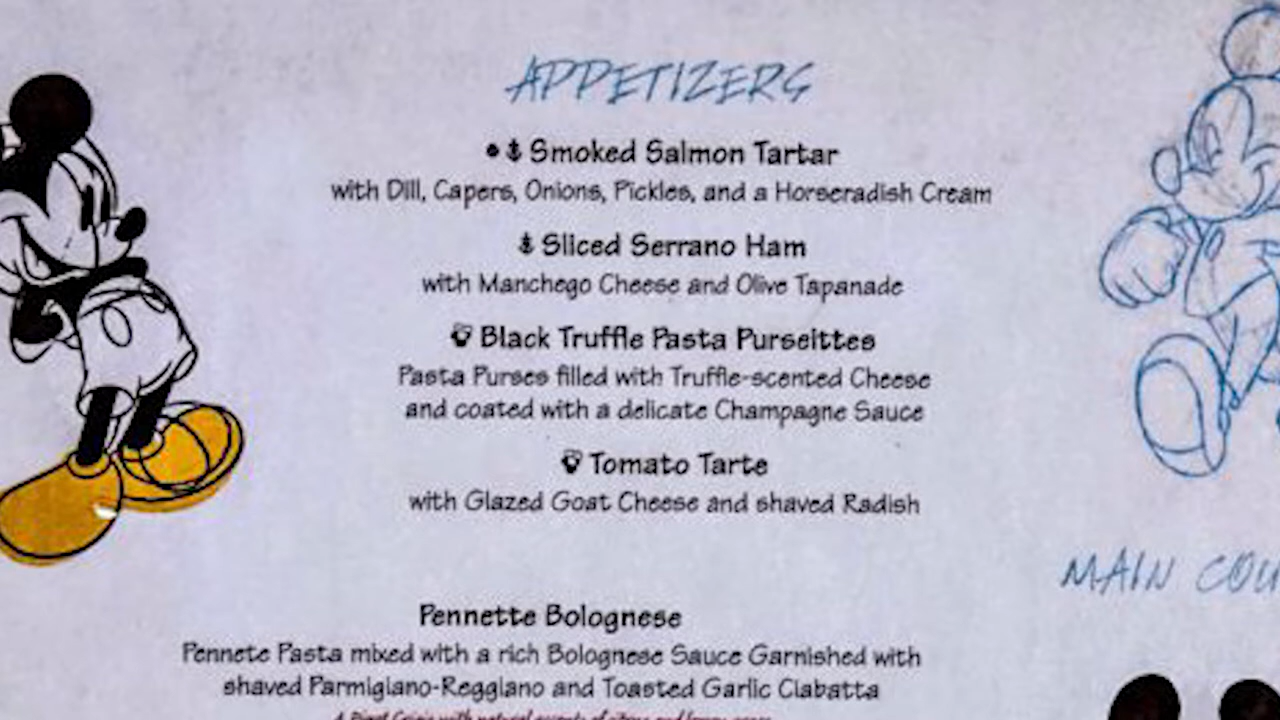 APPETIZERS
Smoked Salmon Tartar
with Dill, Capers, Onions, Pickles, and a Horseradish Cream
Sliced Serrano Ham
with Manchego Cheese and Olive Tapanade
Black Truffle Pasta Purseittes
Pasta Purses filled with Truffle-scented Cheese
and coated with a delicate Champagne Sauce
Tomato Tarte
with Glazed Goat Cheese and shaved Radish
MAIN
Pennette Bolognese
Pennete Pasta mixed with a rich Bolognese Sauce Garnished with
shaved Parmigiano-Reggiano and Toasted Garlic Ciabatta